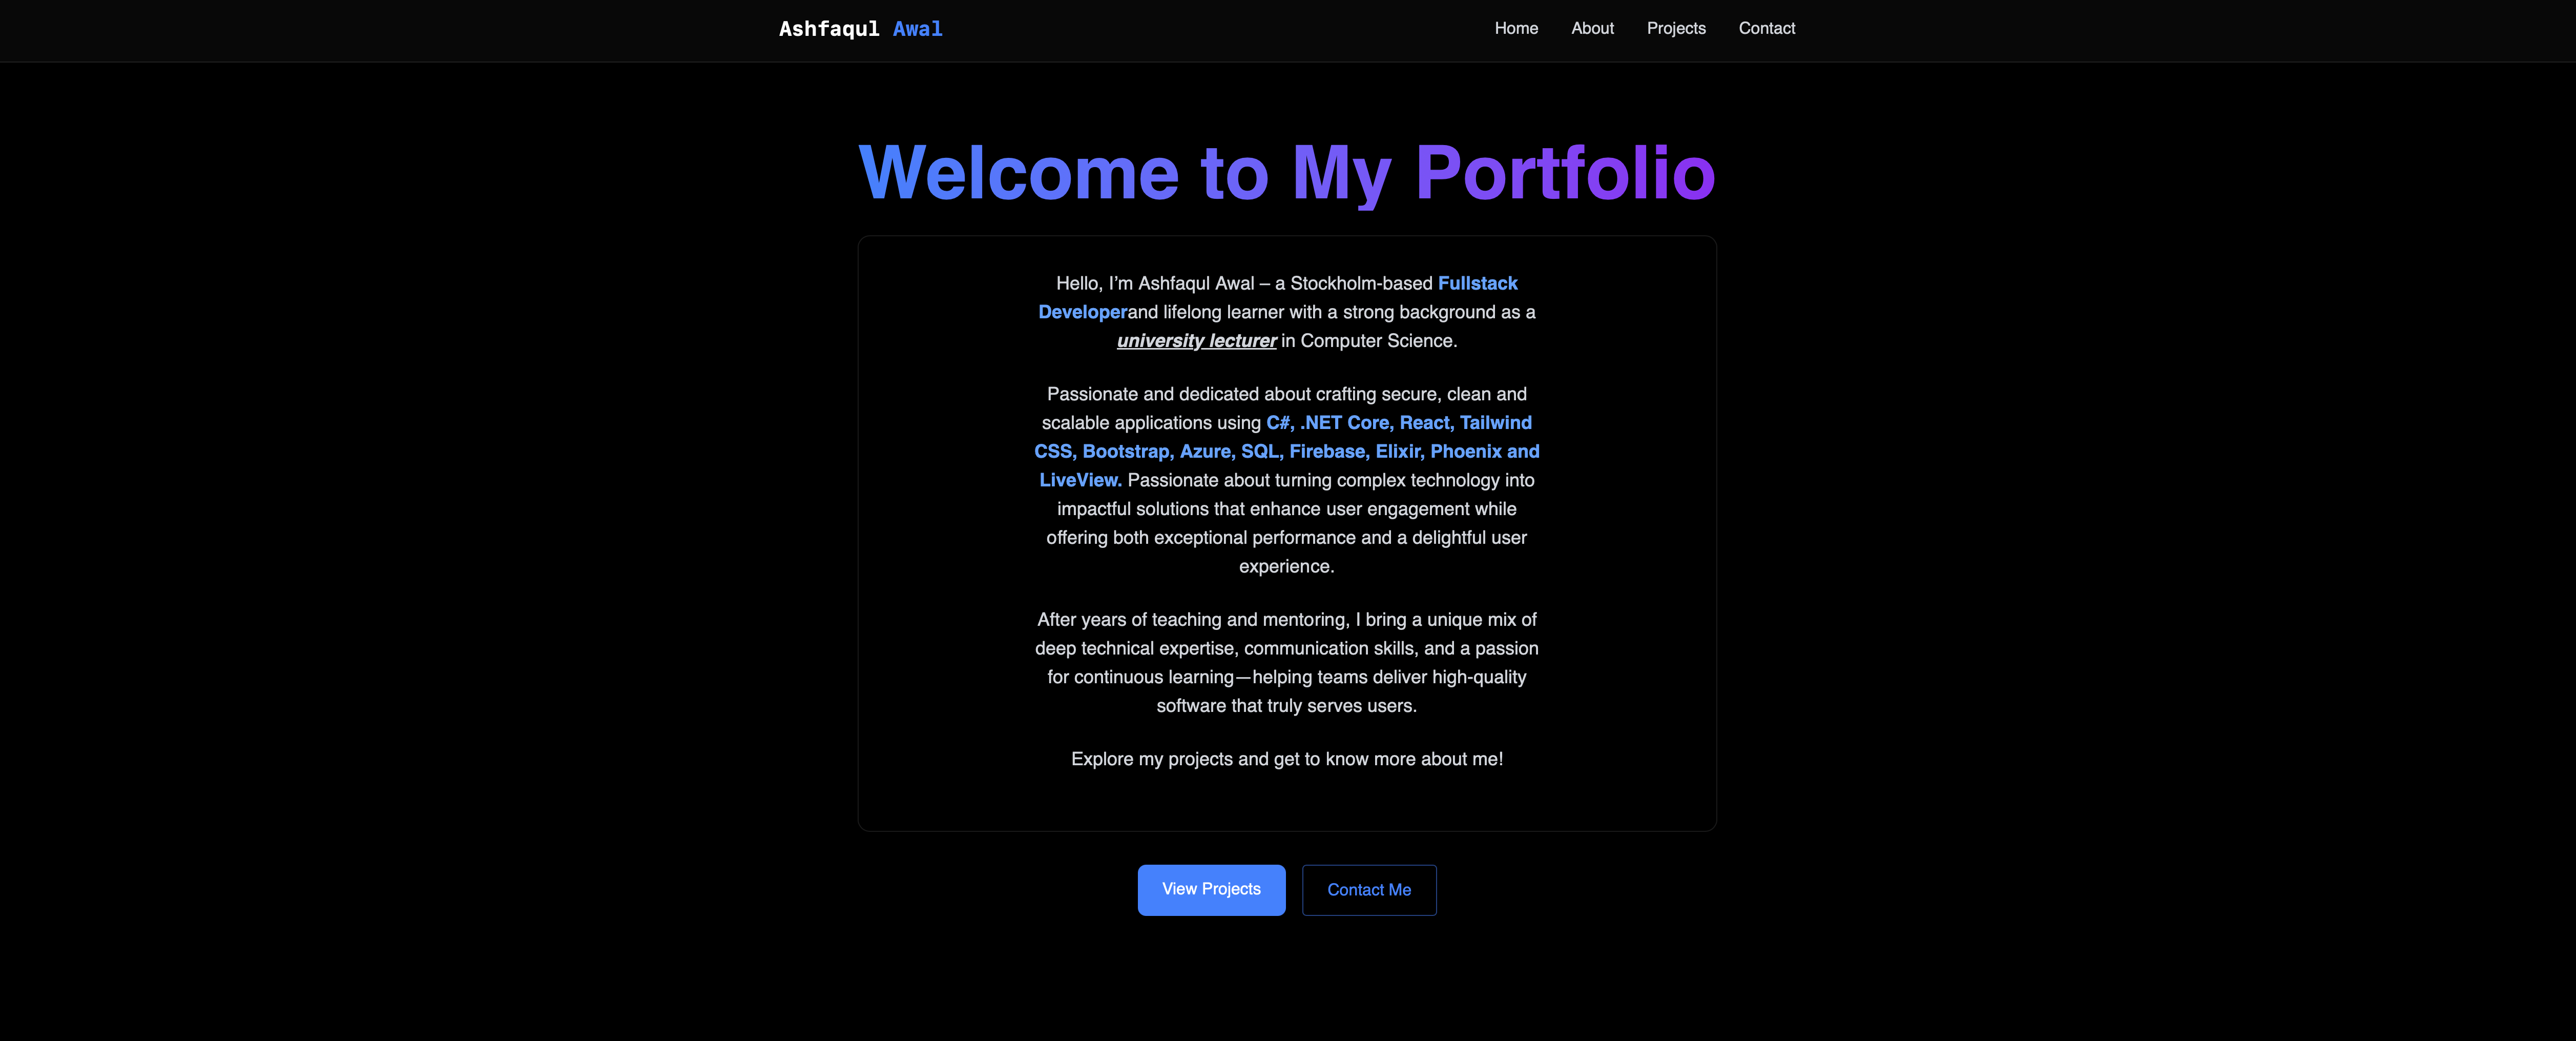 Ashfaqul Awal
Home About Projects Contact
Welcome to My Portfolio
Hello, I’m Ashfaqul Awal – a Stockholm-based Fullstack
Developerand lifelong learner with a strong background as a
university lecturer in Computer Science.
Passionate and dedicated about crafting secure, clean and
scalable applications using C#, .NET Core, React, Tailwind
CSS, Bootstrap, Azure, SQL, Firebase, Elixir, Phoenix and
LiveView. Passionate about turning complex technology into
impactful solutions that enhance user engagement while
offering both exceptional performance and a delightful user
experience.
After years of teaching and mentoring, I bring a unique mix of
deep technical expertise, communication skills, and a passion
for continuous learning—helping teams deliver high-quality
software that truly serves users.
Explore my projects and get to know more about me!
View Projects Contact Me